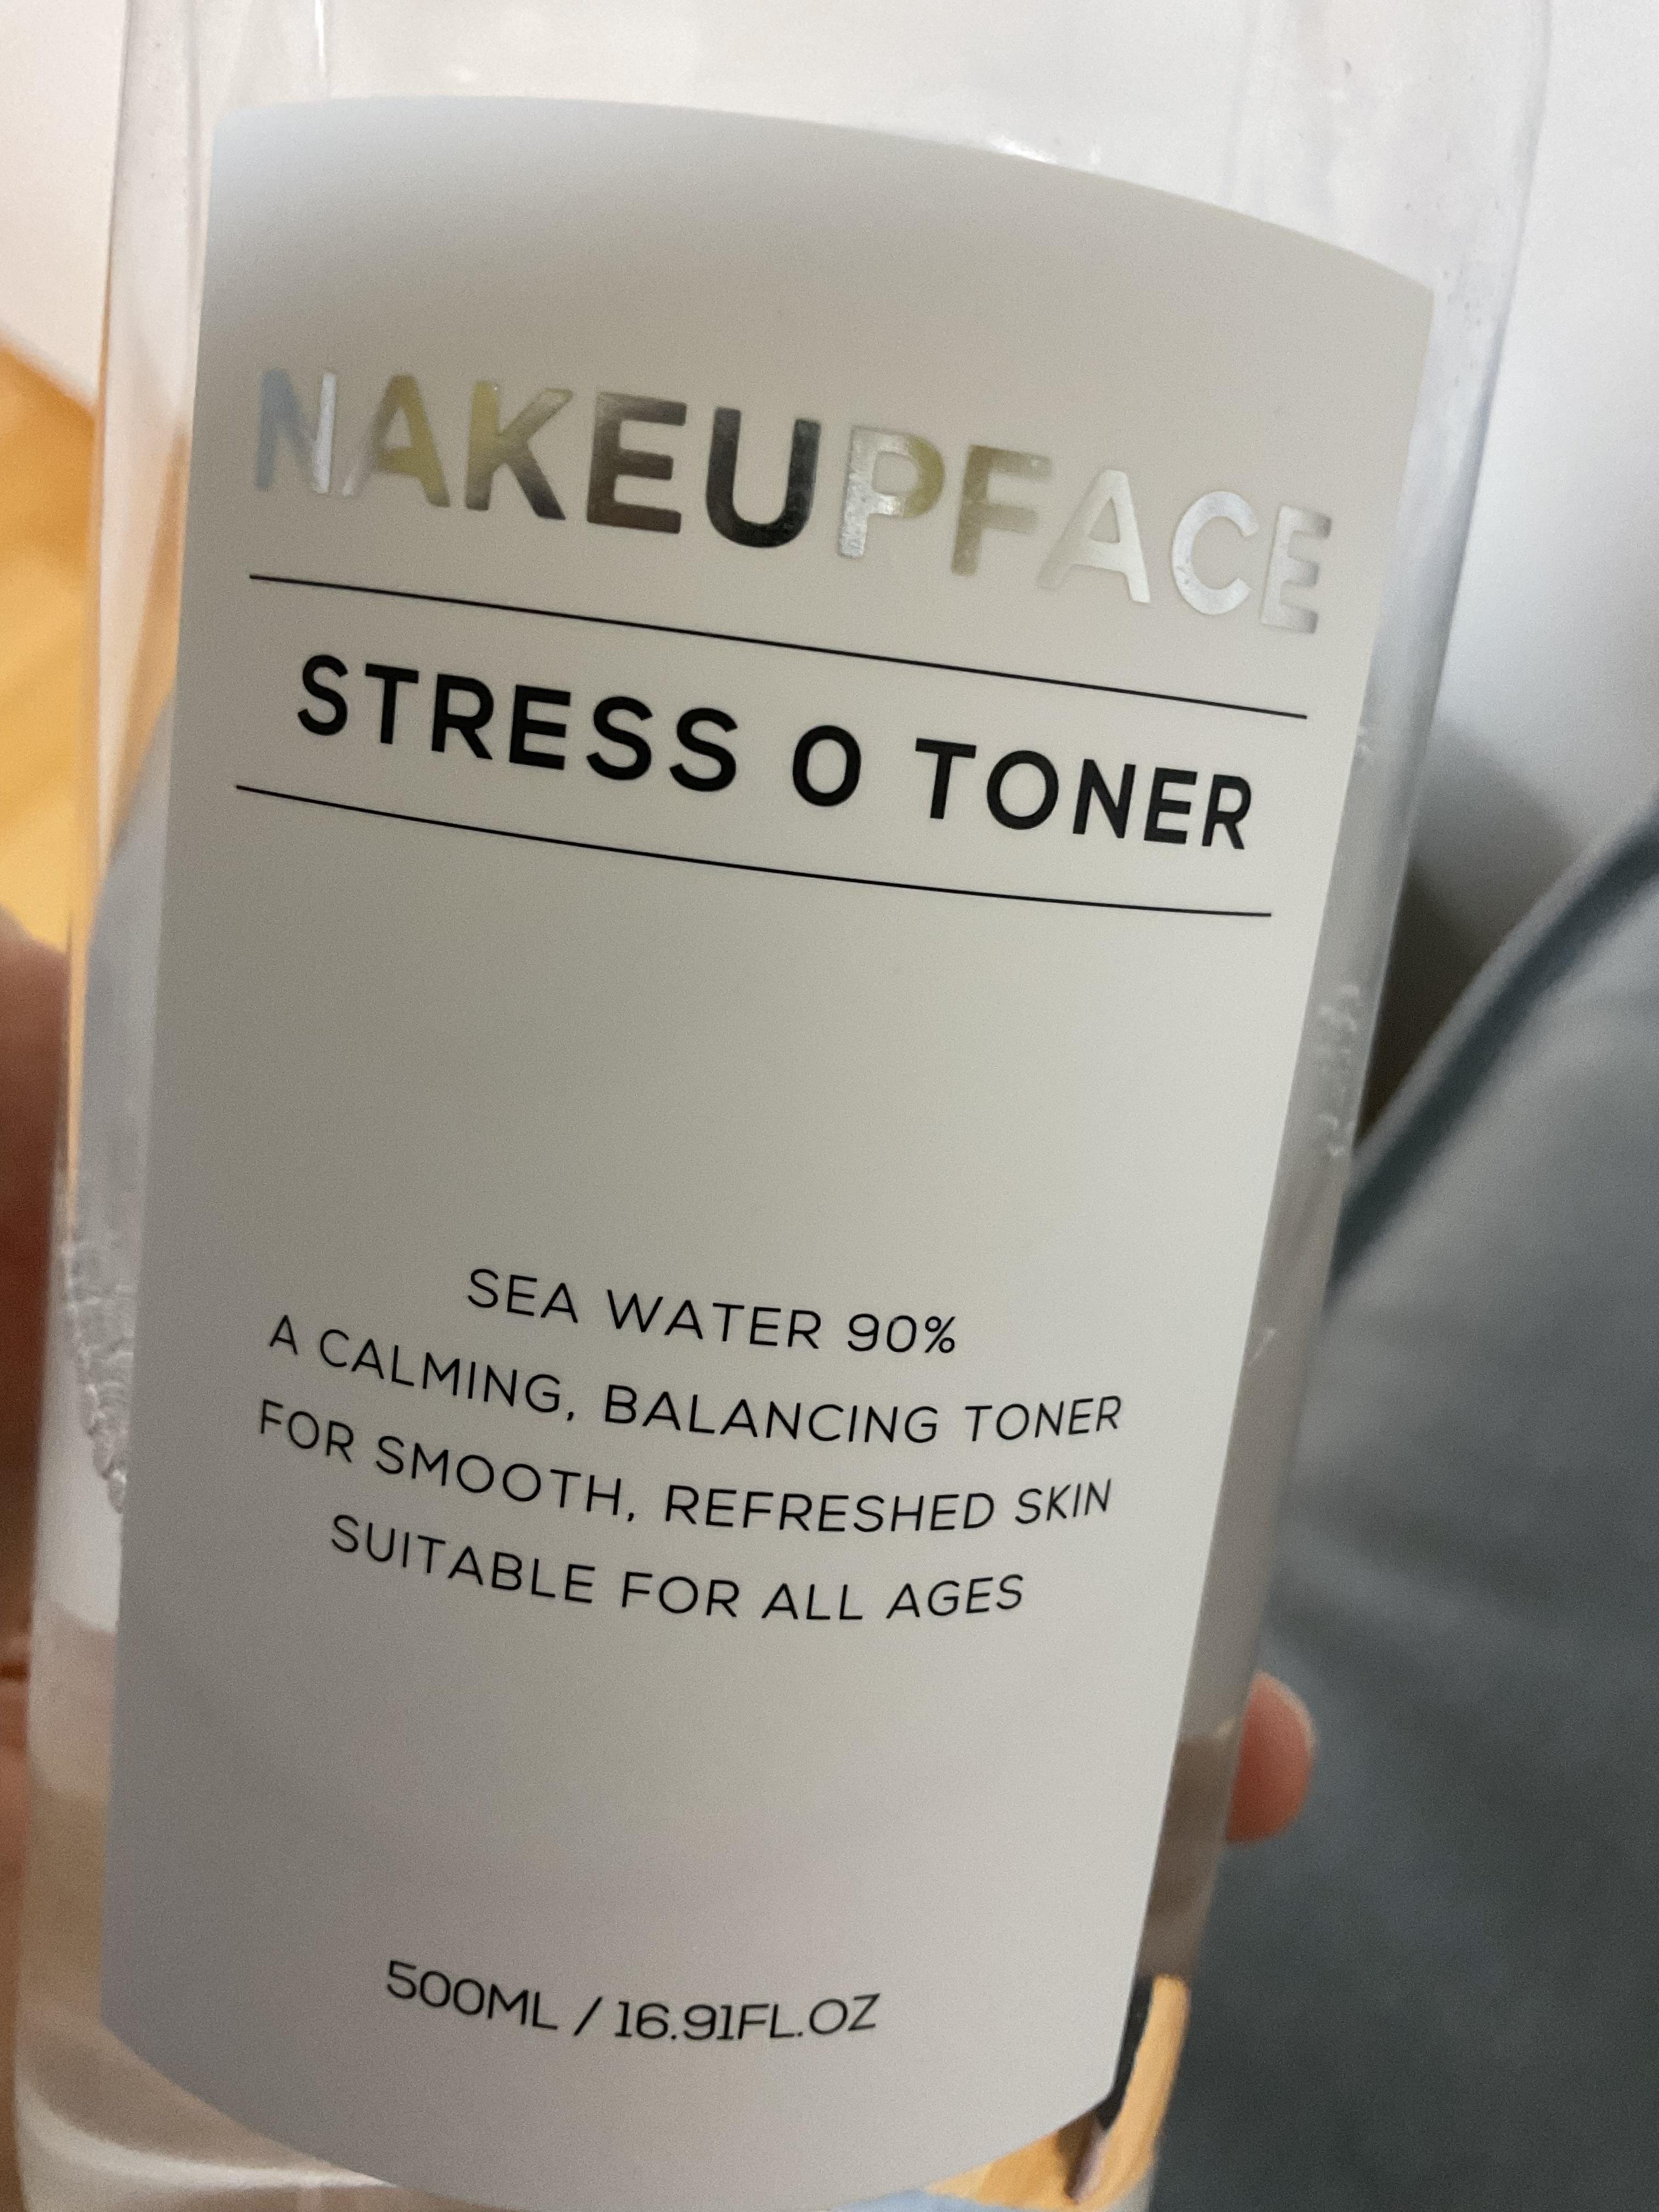 NAKEUPFACE
STRESS O TONER
SEA WATER 90%
A CALMING, BALANCING TONER
FOR SMOOTH, REFRESHED SKIN
SUITABLE FOR ALL AGES
500ML / 16.91FL.OZ